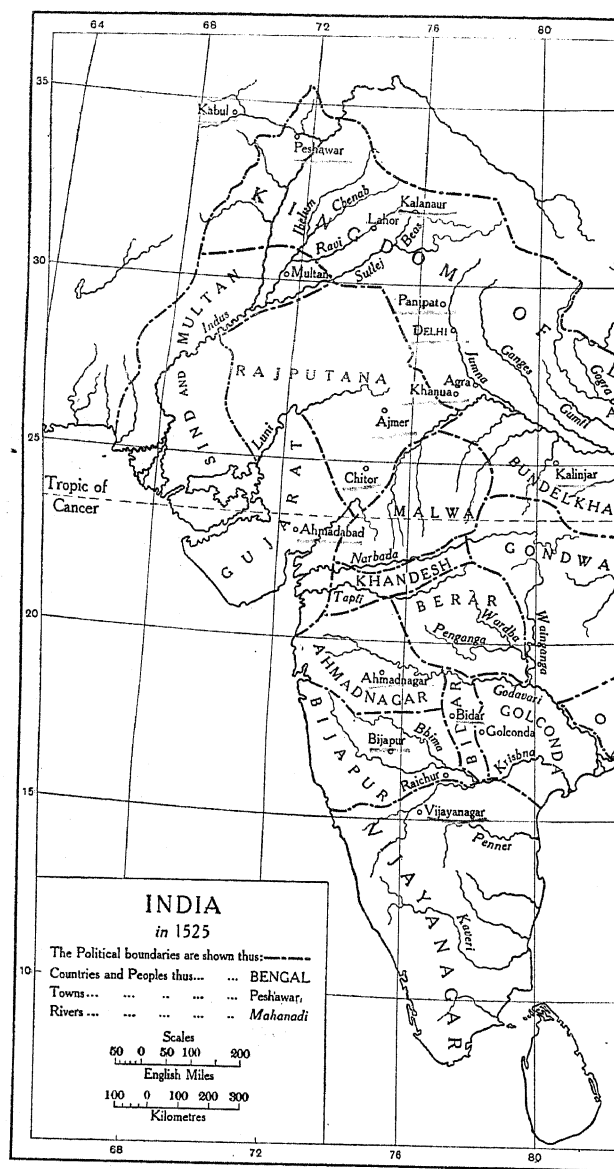 64 68 72 76 80
35
Kabul
Peshawar
K I N G D O M O F
Jhelum
Chenab
Kalanaur
Lahor
Ravi
Beas
30
Multan
Sutlej
SIND AND MULTAN
Indus
Panipat
DELHI
Jumna
Ganges
Gogra
Gumti
RAJPUTANA
Agra
Khanua
Ajmer
25
Luni
Chitor
Kalinjar
BUNDELKHA
Tropic of
Cancer
MALWA
GUJARAT
Ahmadabad
Narbada
GONDWA
KHANDESH
Tapti
BERAR
20
Wardha
Penganga
Wainganga
AHMADNAGAR
Ahmadnagar
Godavari
BIDAR
Bidar
GOLCONDA
Golconda
O
BIJAPUR
Bijapur
Bhima
Krishna
Raichur
15
Vijayanagar
Penner
VIJAYANAGAR
Kaveri
INDIA
in 1525
The Political boundaries are shown thus:
Countries and Peoples thus... ... BENGAL
Towns... ... ... ... ... Peshawar,
Rivers... ... ... ... ... Mahanadi
10
Scales
50 0 50 100 200
English Miles
100 0 100 200 300
Kilometres
68 72 76 80